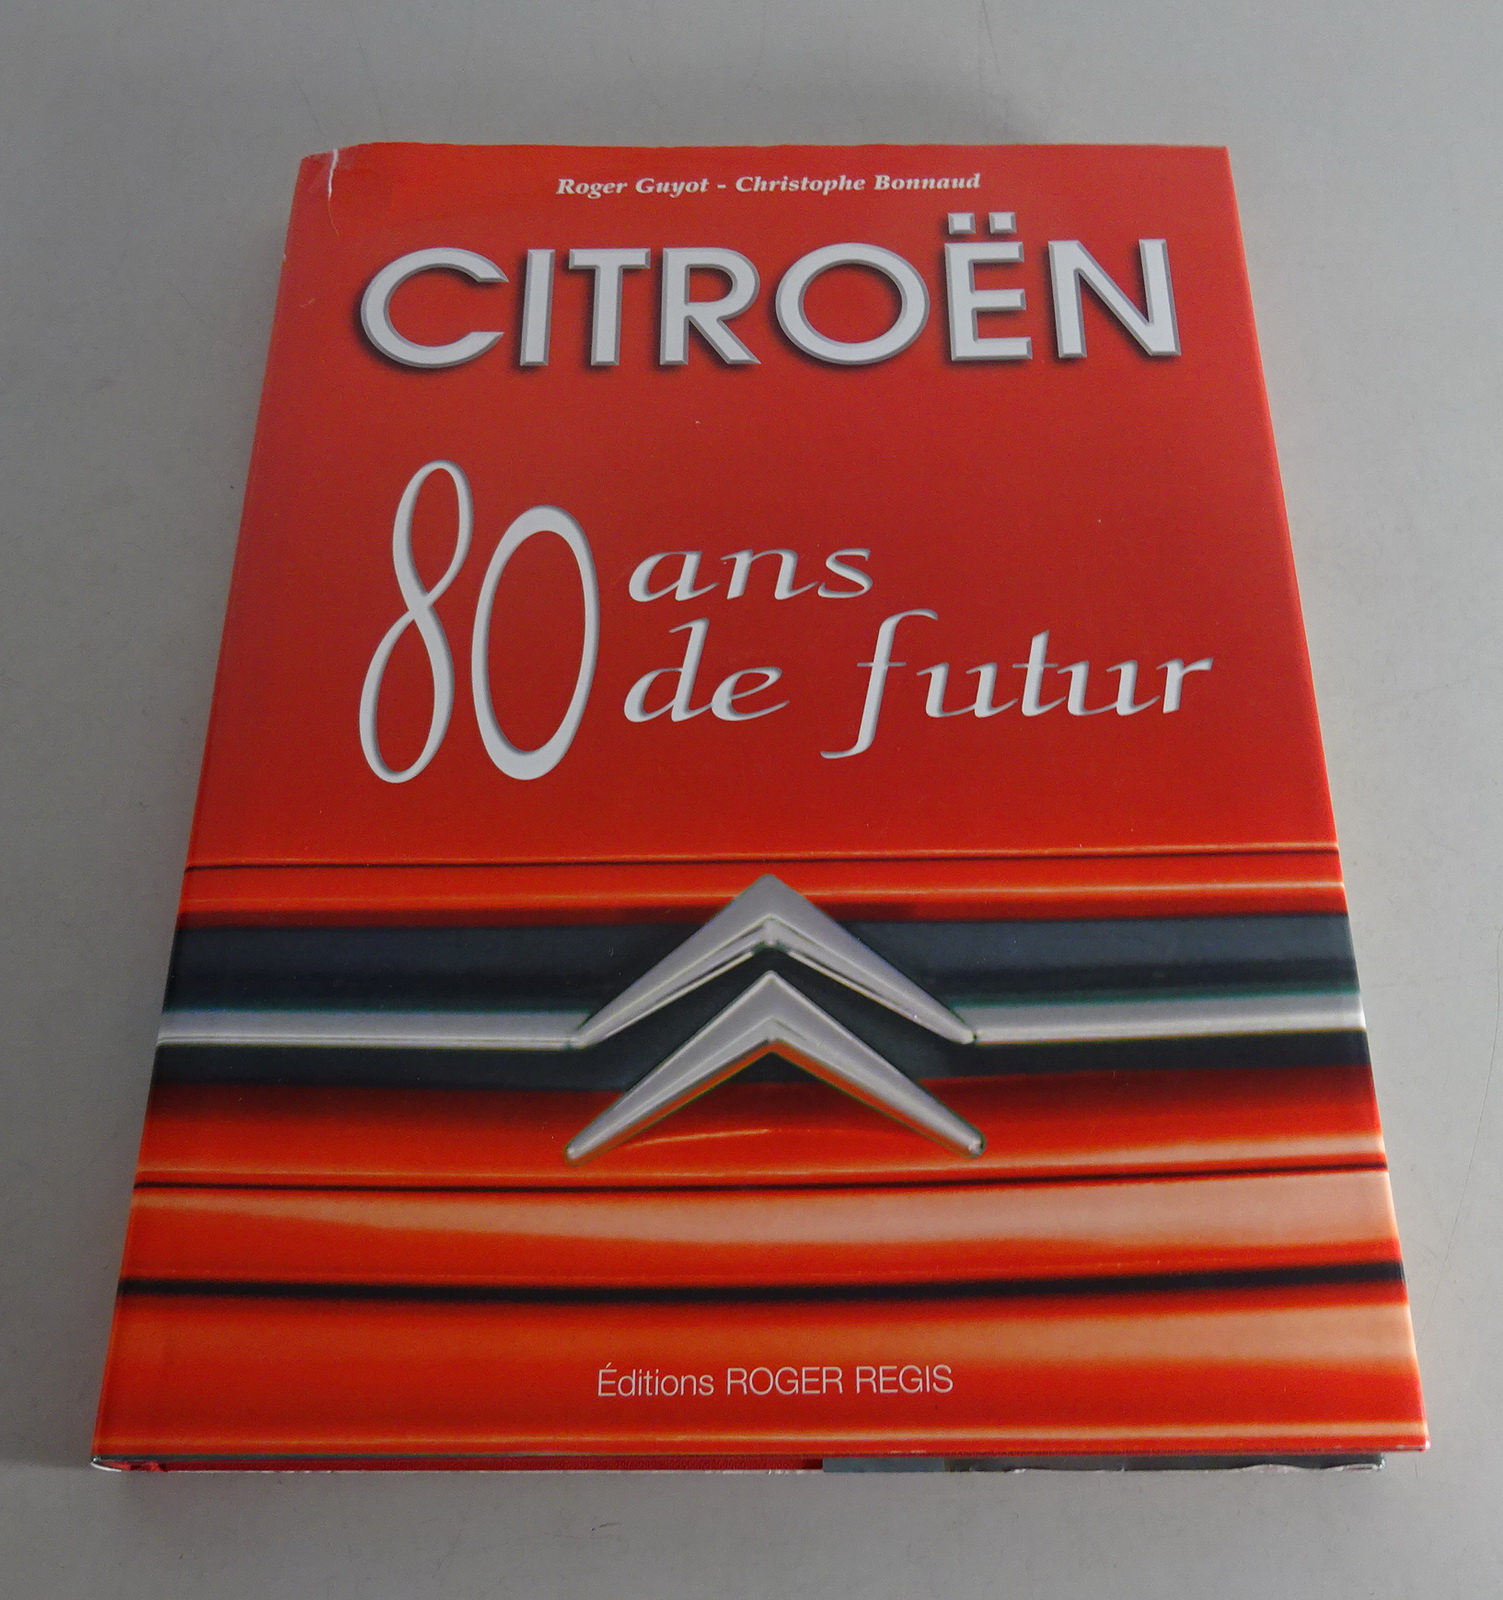 Roger Guyot - Christophe Bonnaud
CITROËN
80 ans
de futur
Éditions ROGER REGIS